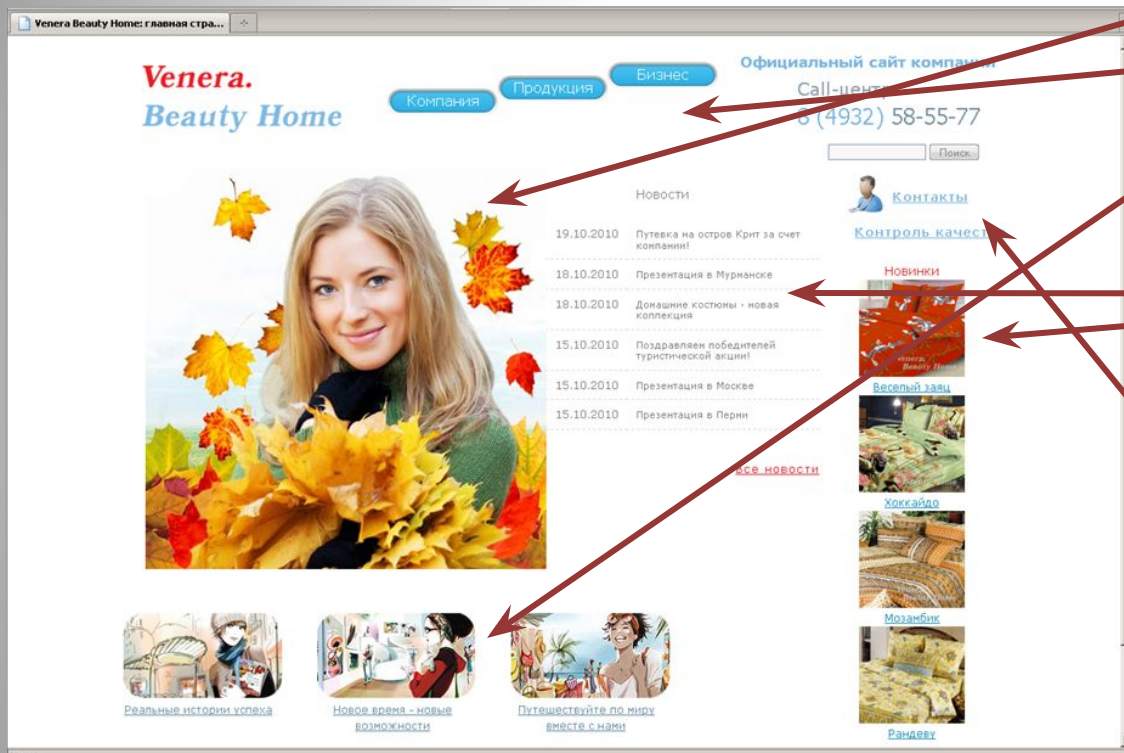 Venera Beauty Home: главная стра...
Venera.
Beauty Home
Компания
Продукция
Бизнес
Официальный сайт компании
Call-центр
8 (4932) 58-55-77
Поиск
Контакты
Контроль качест
Новости
19.10.2010 Путевка на остров Крит за счет
компании!
18.10.2010 Презентация в Мурманске
18.10.2010 Домашние костюмы - новая
коллекция
15.10.2010 Поздравляем победителей
туристической акции!
15.10.2010 Презентация в Москве
15.10.2010 Презентация в Перми
Все новости
Новинки
Venera.
Beauty Home
Веселый заяц
Хоккайдо
Мозамбик
Рандеву
Реальные истории успеха
Новое время - новые
возможности
Путешествуйте по миру
вместе с нами